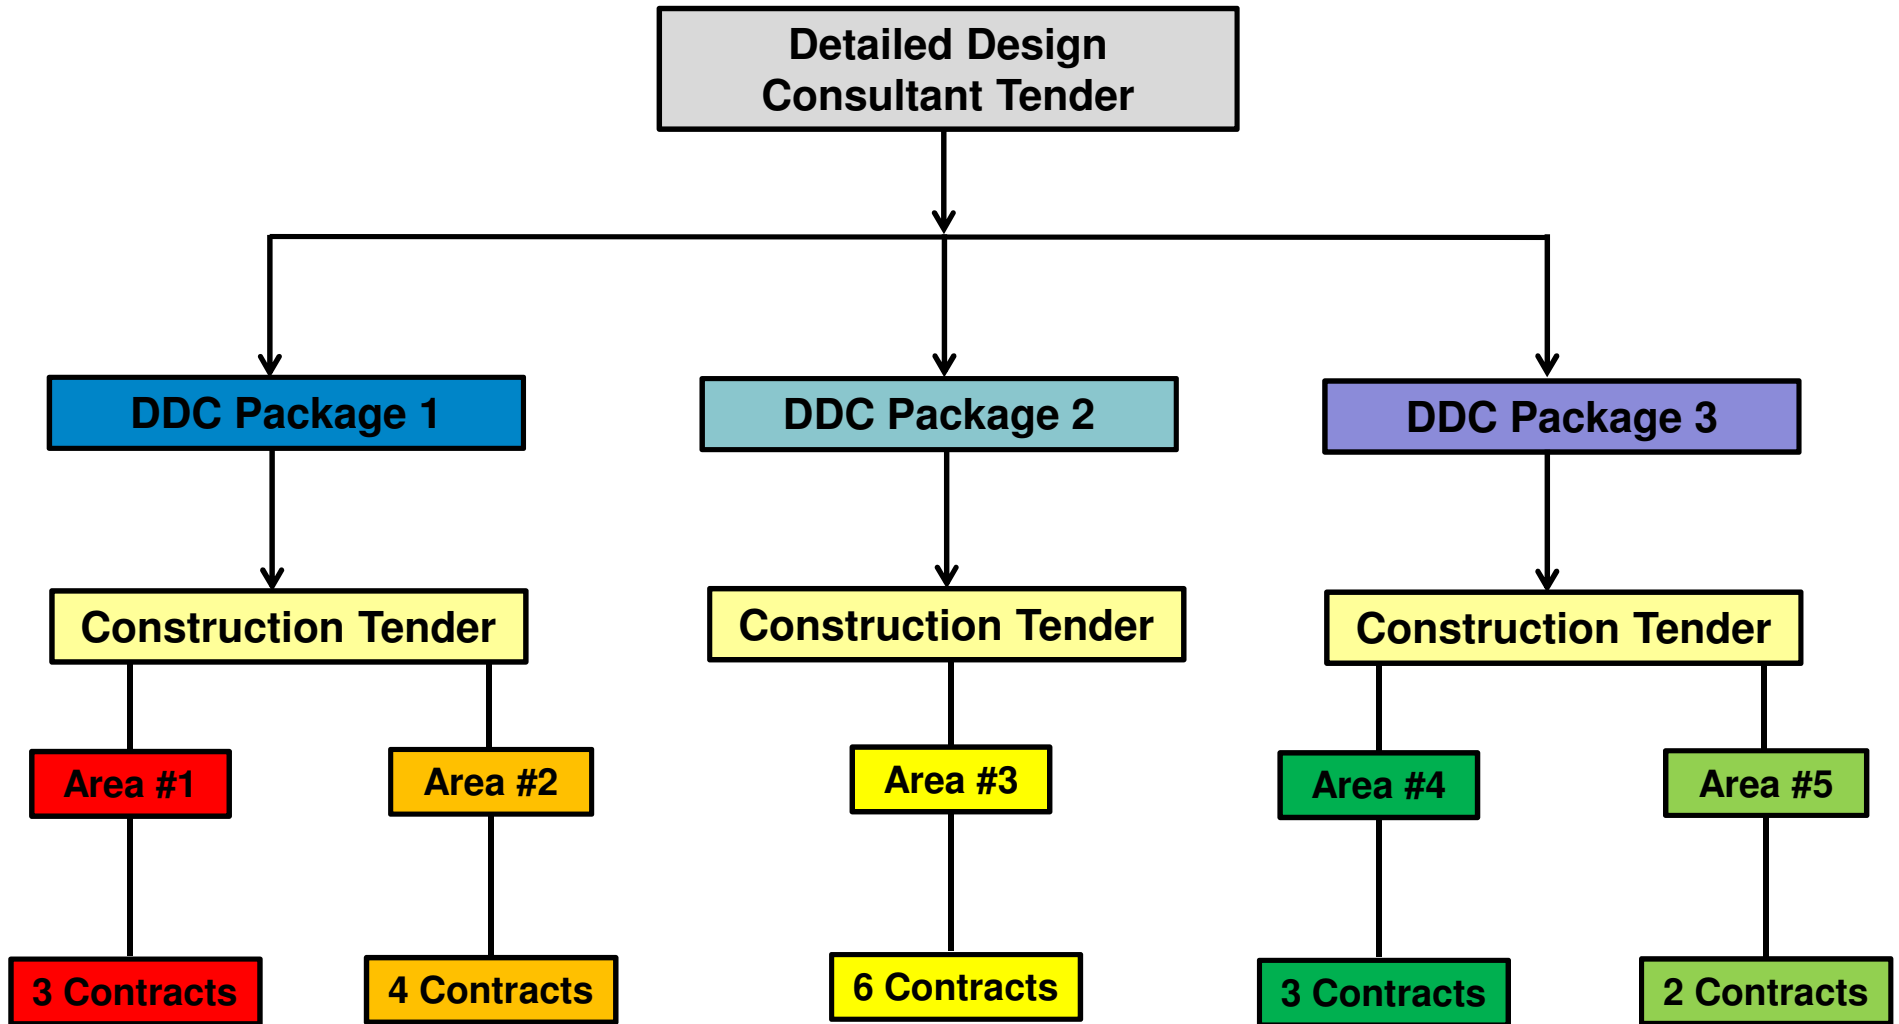 Detailed Design
Consultant Tender
DDC Package 1
DDC Package 2
DDC Package 3
Construction Tender
Construction Tender
Construction Tender
Area #1
Area #2
Area #3
Area #4
Area #5
3 Contracts
4 Contracts
6 Contracts
3 Contracts
2 Contracts